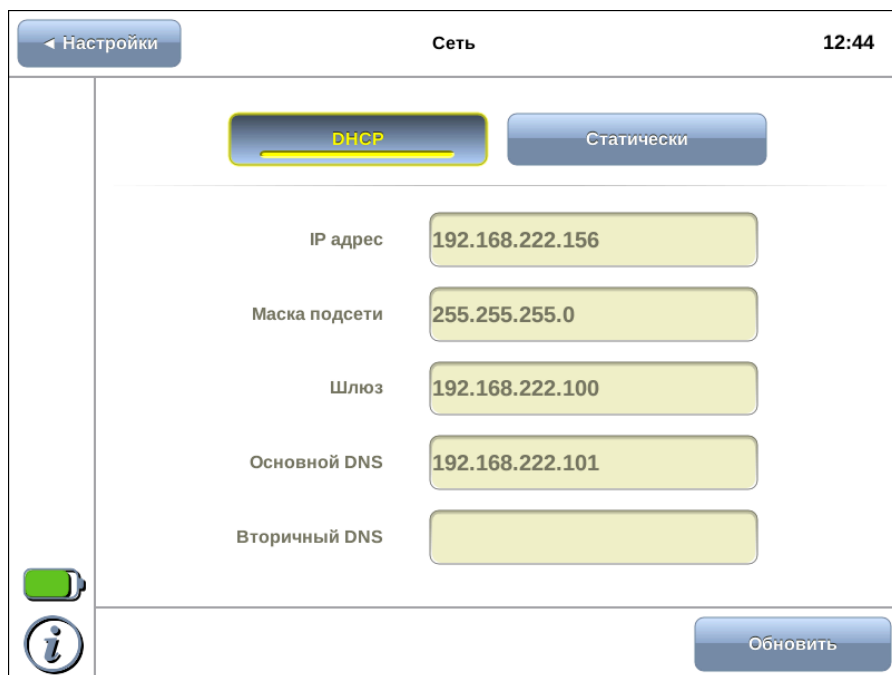 ◄ Настройки
Сеть
12:44
DHCP
Статически
IP адрес
192.168.222.156
Маска подсети
255.255.255.0
Шлюз
192.168.222.100
Основной DNS
192.168.222.101
Вторичный DNS
i
Обновить